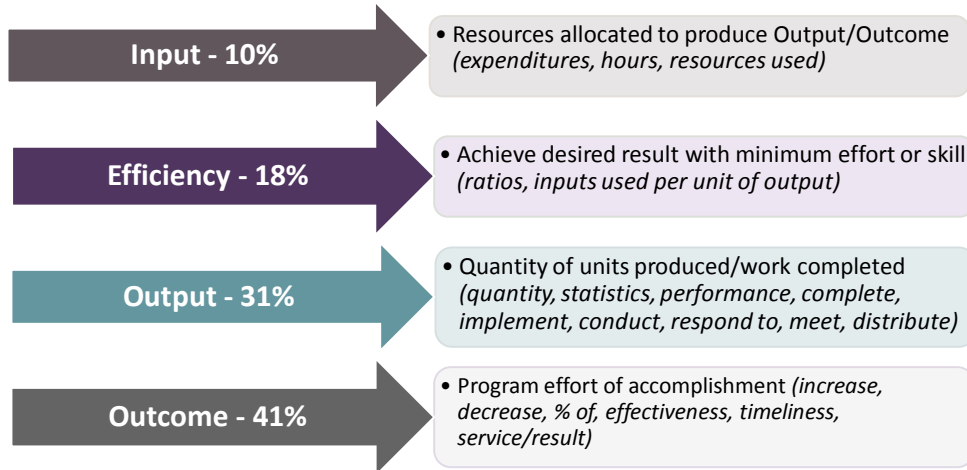 Input - 10%
• Resources allocated to produce Output/Outcome
(expenditures, hours, resources used)
Efficiency - 18%
• Achieve desired result with minimum effort or skill
(ratios, inputs used per unit of output)
Output - 31%
• Quantity of units produced/work completed
(quantity, statistics, performance, complete,
implement, conduct, respond to, meet, distribute)
Outcome - 41%
• Program effort of accomplishment (increase,
decrease, % of, effectiveness, timeliness,
service/result)